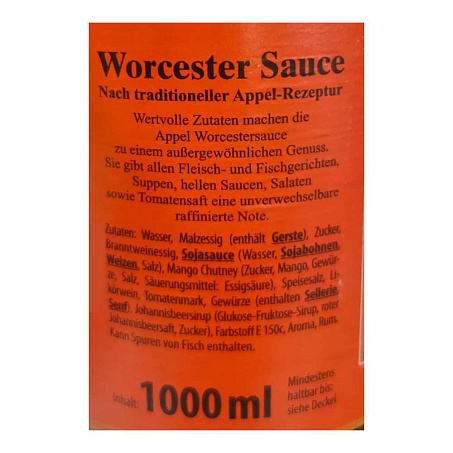 Worcester Sauce
Nach traditioneller Appel-Rezeptur
Wertvolle Zutaten machen die
Appel Worcestersauce
zu einem außergewöhnlichen Genuss.
Sie gibt allen Fleisch- und Fischgerichten,
Suppen, hellen Saucen, Salaten
sowie Tomatensaft eine unverwechselbare
raffinierte Note.
Zutaten: Wasser, Malzessig (enthält Gerste), Zucker,
Branntweinessig, Sojasauce (Wasser, Sojabohnen,
Weizen, Salz), Mango Chutney (Zucker, Mango, Gewür-
ze, Salz, Säuerungsmittel: Essigsäure), Speisesalz, Li-
körwein, Tomatenmark, Gewürze (enthalten Sellerie,
Senf), Johannisbeersirup (Glukose-Fruktose-Sirup, roter
Johannisbeersaft, Zucker), Farbstoff E 150c, Aroma, Rum.
Kann Spuren von Fisch enthalten.
Inhalt: 1000 ml
Mindestens
haltbar bis:
siehe Deckel